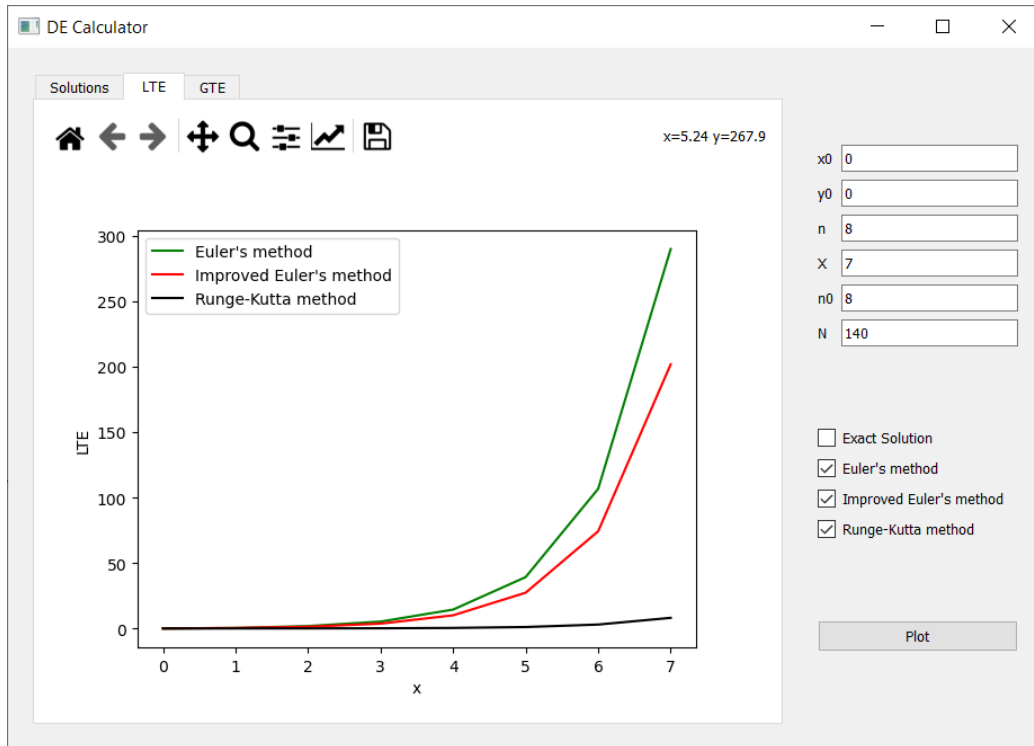 DE Calculator
Solutions LTE GTE
x=5.24 y=267.9
x0 0
y0 0
n 8
X 7
n0 8
N 140
Euler's method
Improved Euler's method
Runge-Kutta method
300
250
200
150
100
50
0
LTE
0 1 2 3 4 5 6 7
x
Exact Solution
Euler's method
Improved Euler's method
Runge-Kutta method
Plot